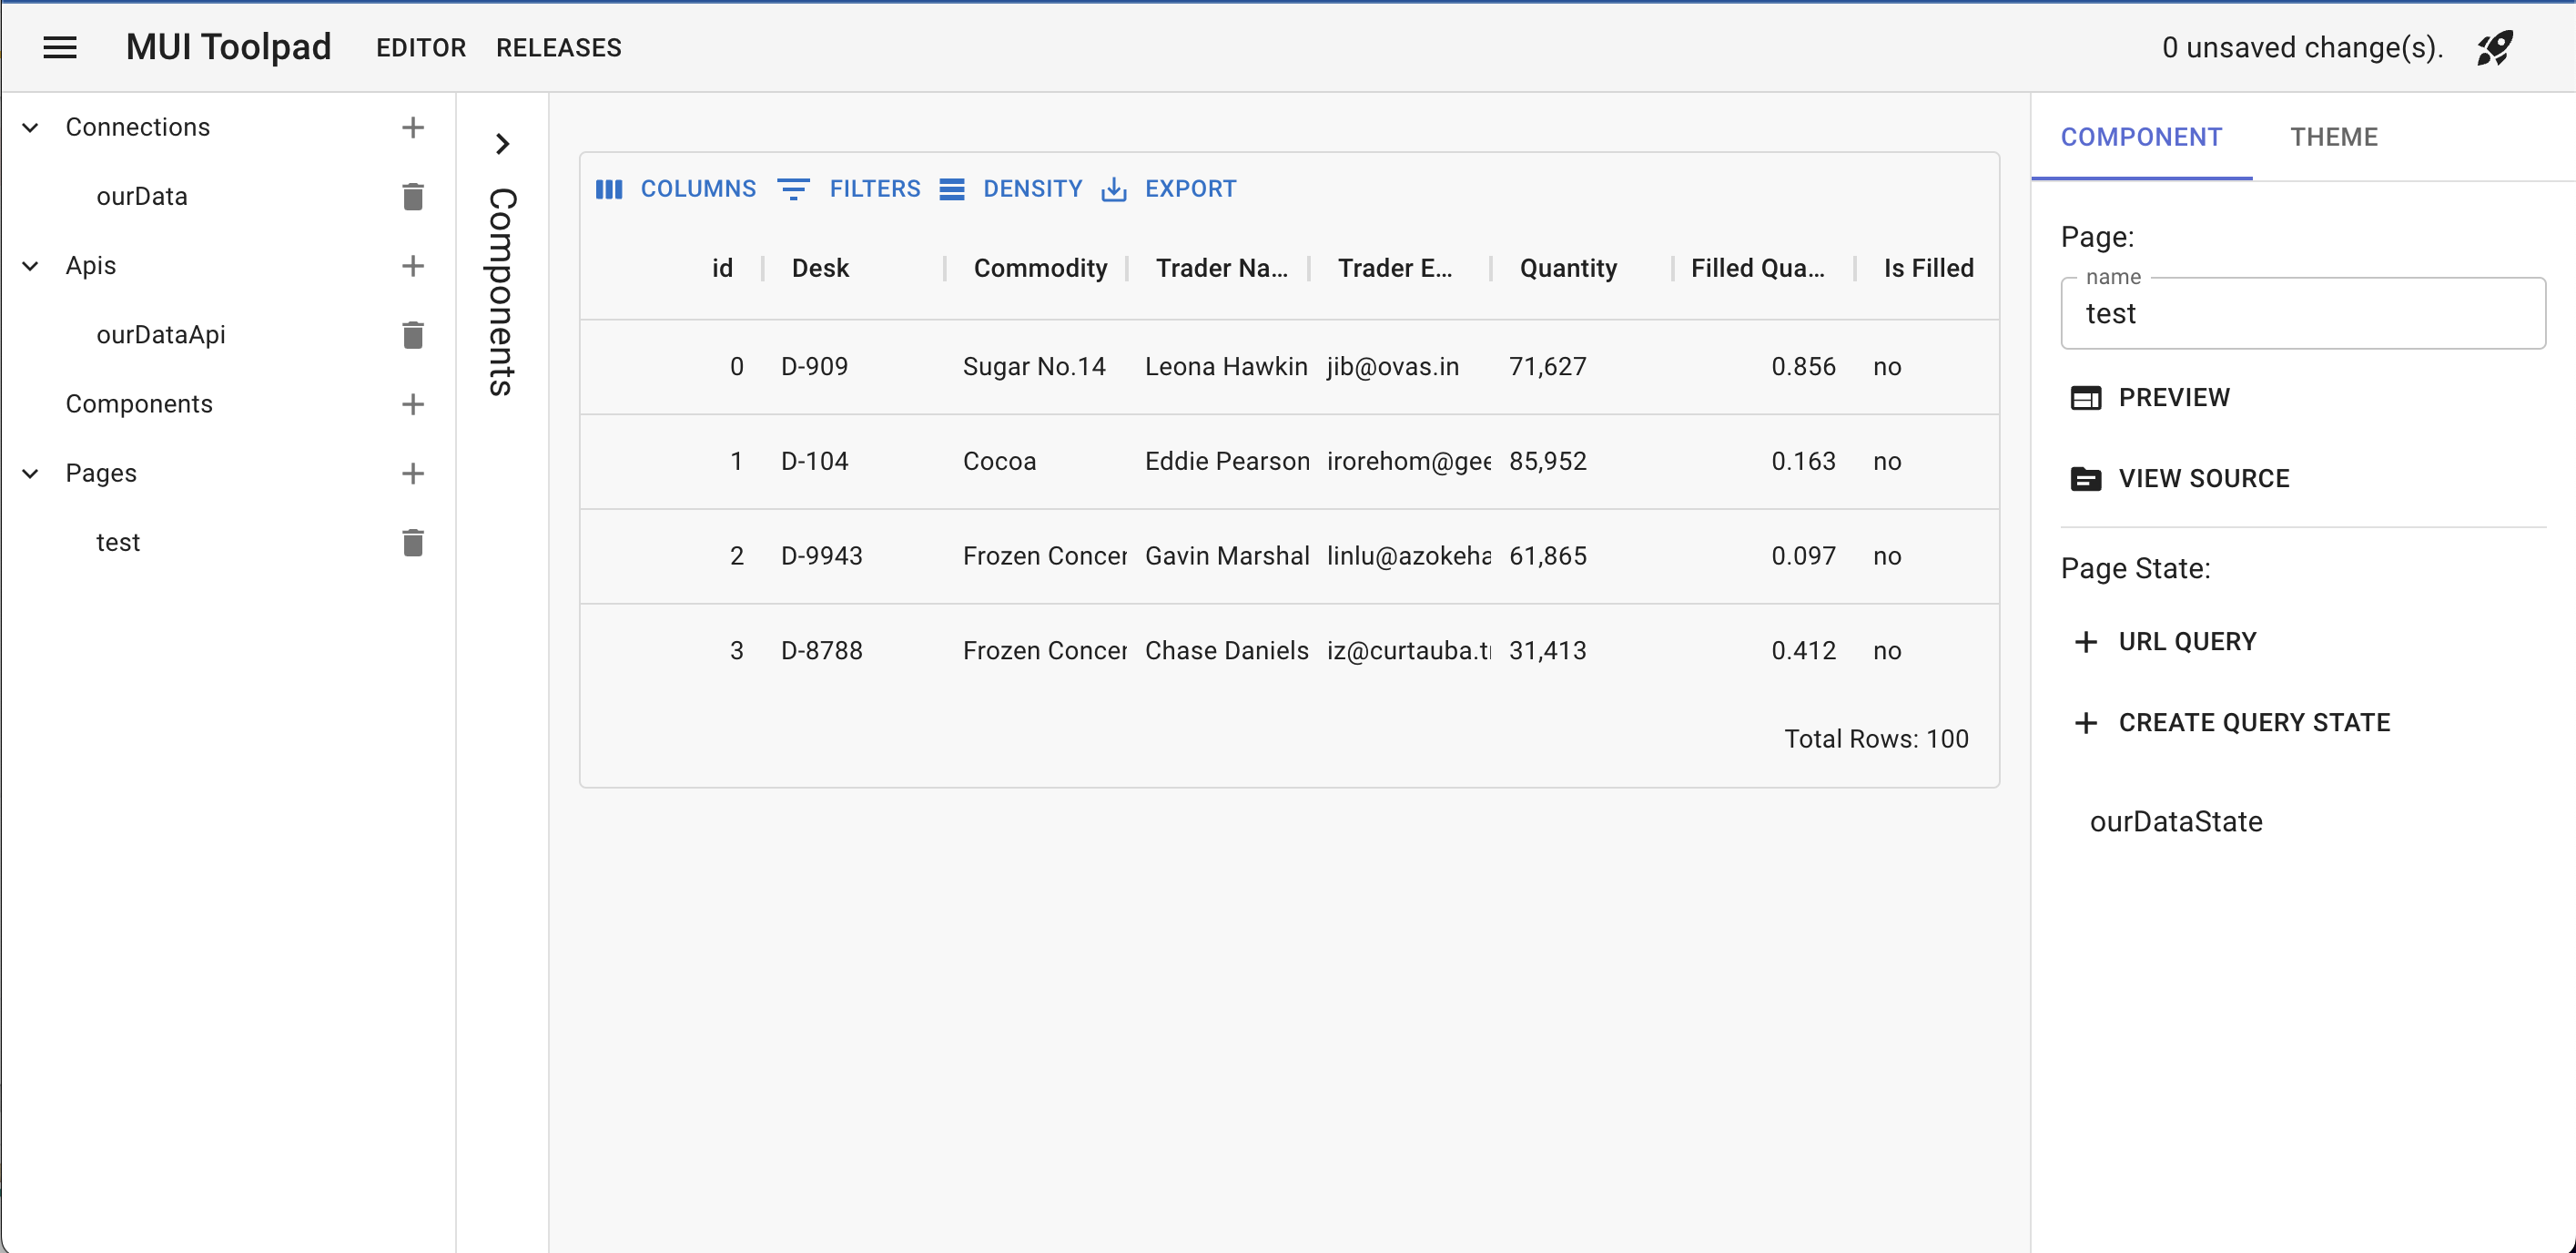 MUI Toolpad EDITOR RELEASES 0 unsaved change(s).
Connections
ourData
Apis
ourDataApi
Components
Pages
test
Components
COLUMNS FILTERS DENSITY EXPORT
id Desk Commodity Trader Na... Trader E... Quantity Filled Qua... Is Filled
0 D-909 Sugar No.14 Leona Hawkin jib@ovas.in 71,627 0.856 no
1 D-104 Cocoa Eddie Pearson irorehom@gee 85,952 0.163 no
2 D-9943 Frozen Concer Gavin Marshal linlu@azokeha 61,865 0.097 no
3 D-8788 Frozen Concer Chase Daniels iz@curtauba.t 31,413 0.412 no
Total Rows: 100
COMPONENT THEME
Page:
name
test
PREVIEW
VIEW SOURCE
Page State:
URL QUERY
CREATE QUERY STATE
ourDataState